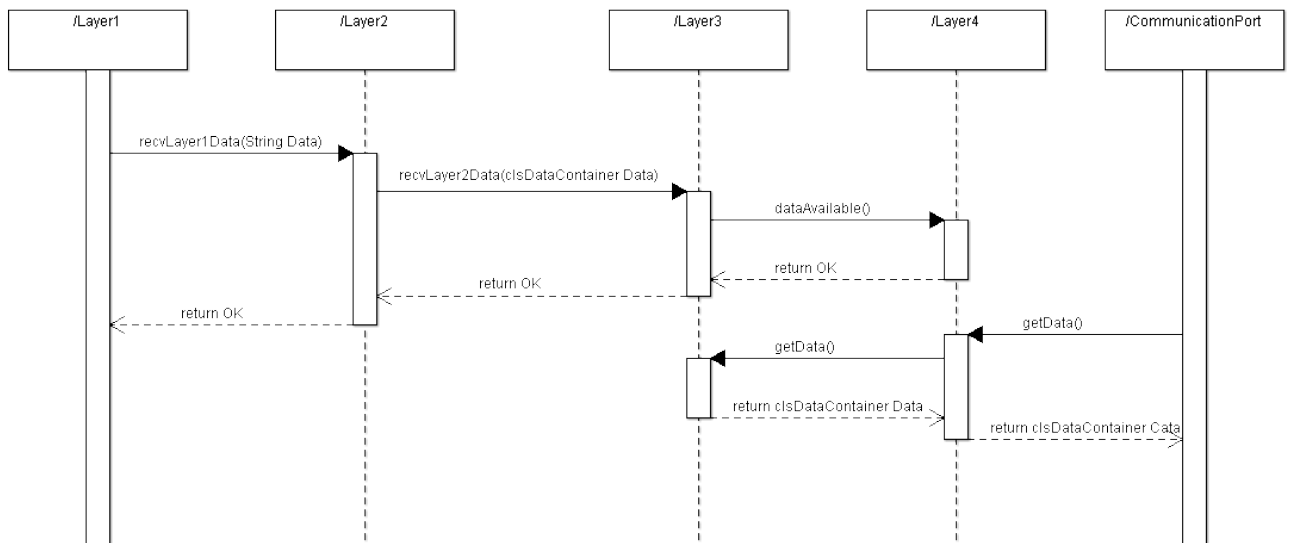 /Layer1
/Layer2
/Layer3
/Layer4
/CommunicationPort
recvLayer1Data(String Data)
recvLayer2Data(clsDataContainer Data)
dataAvailable()
return OK
return OK
return OK
getData()
getData()
return clsDataContainer Data
return clsDataContainer Cata